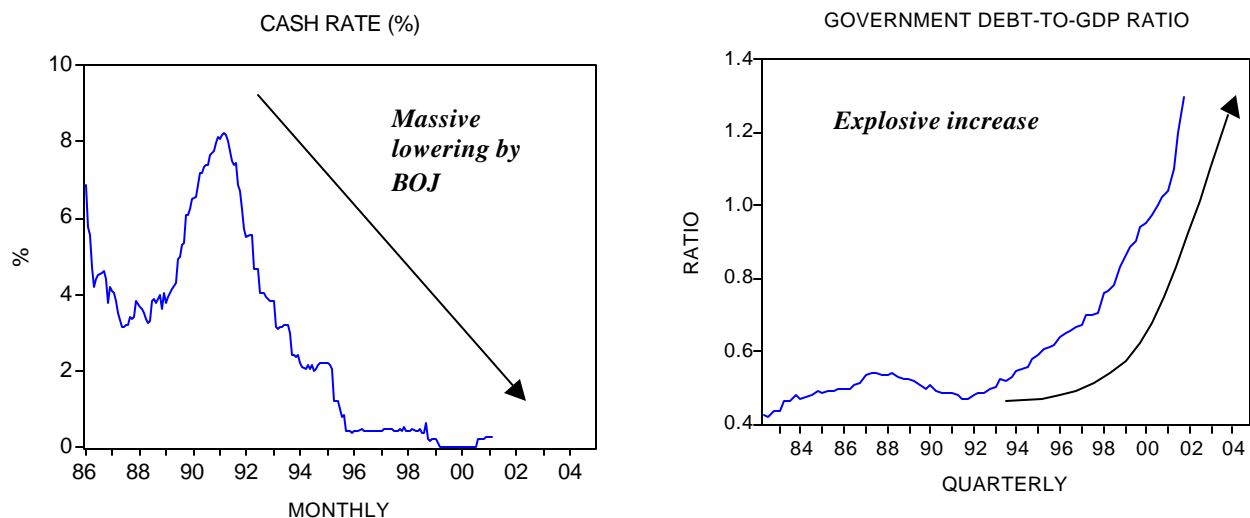 CASH RATE (%)
10
8
6
4
2
0
%
Massive
lowering by
BOJ
86 88 90 92 94 96 98 00 02 04
MONTHLY
GOVERNMENT DEBT-TO-GDP RATIO
1.4
1.2
1.0
0.8
0.6
0.4
RATIO
Explosive increase
84 86 88 90 92 94 96 98 00 02 04
QUARTERLY